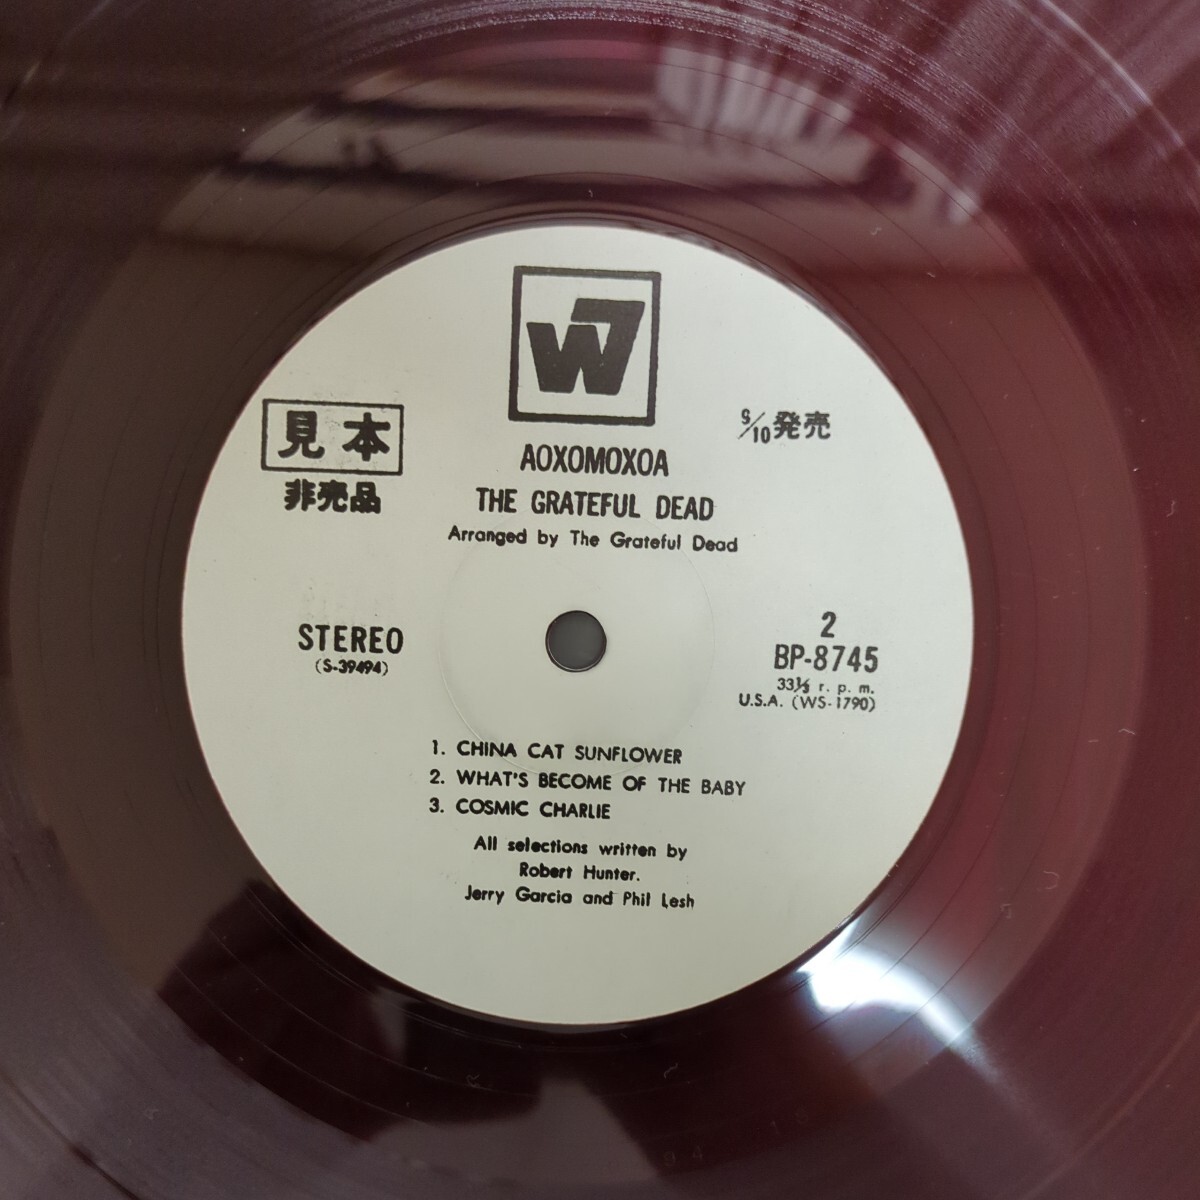 W7
見本
非売品
9/10発売
AOXOMOXOA
THE GRATEFUL DEAD
Arranged by The Grateful Dead
STEREO
(S-39494)
2
BP-8745
33⅓ r. p. m.
U.S.A. (WS-1790)
1. CHINA CAT SUNFLOWER
2. WHAT'S BECOME OF THE BABY
3. COSMIC CHARLIE
All selections written by
Robert Hunter.
Jerry Garcia and Phil Lesh